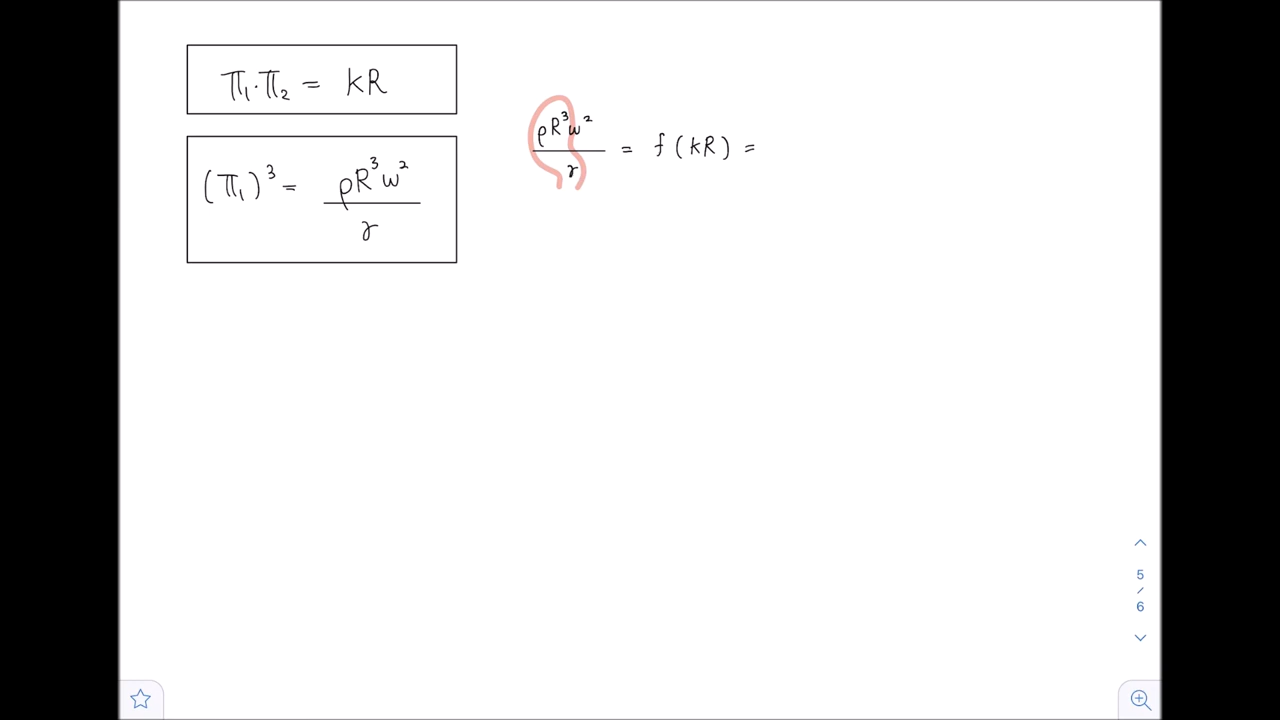 π₁·π₂ = kR
(π₁)³ = ρR³ω² / γ
ρR³ω² / γ = f(kR) =
5
/
6